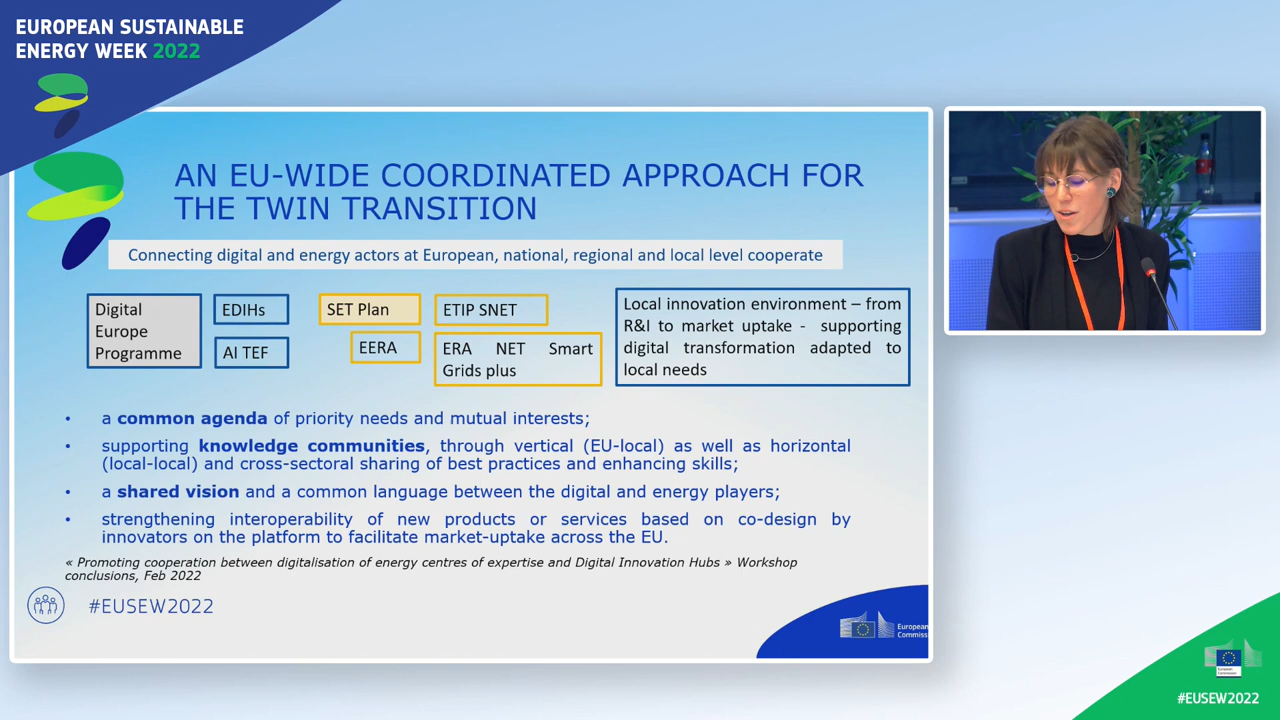 EUROPEAN SUSTAINABLE
ENERGY WEEK 2022
AN EU-WIDE COORDINATED APPROACH FOR
THE TWIN TRANSITION
Connecting digital and energy actors at European, national, regional and local level cooperate
Digital
Europe
Programme
EDIHs
AI TEF
SET Plan
EERA
ETIP SNET
ERA NET Smart
Grids plus
Local innovation environment – from
R&I to market uptake - supporting
digital transformation adapted to
local needs
• a common agenda of priority needs and mutual interests;
• supporting knowledge communities, through vertical (EU-local) as well as horizontal
(local-local) and cross-sectoral sharing of best practices and enhancing skills;
• a shared vision and a common language between the digital and energy players;
• strengthening interoperability of new products or services based on co-design by
innovators on the platform to facilitate market-uptake across the EU.
« Promoting cooperation between digitalisation of energy centres of expertise and Digital Innovation Hubs » Workshop
conclusions, Feb 2022
#EUSEW2022
European
Commiss
European
Commission
#EUSEW2022